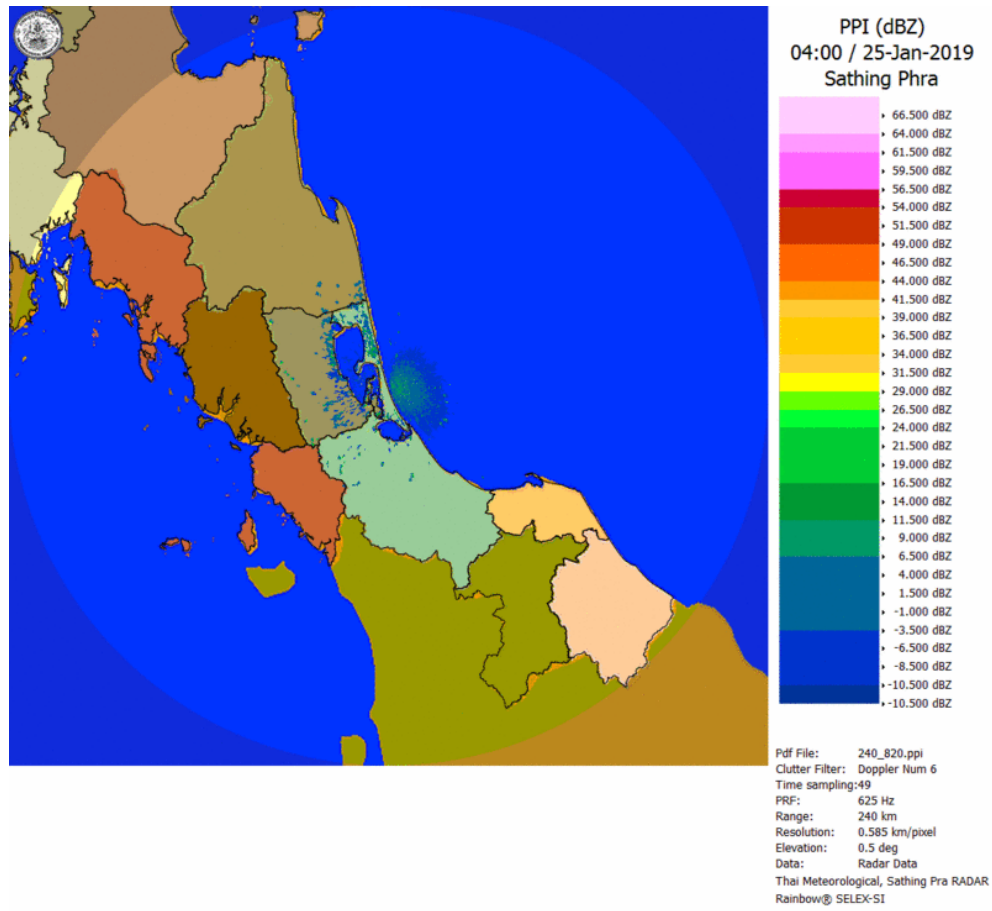 PPI (dBZ)
04:00 / 25-Jan-2019
Sathing Phra
66.500 dBZ
64.000 dBZ
61.500 dBZ
59.500 dBZ
56.500 dBZ
54.000 dBZ
51.500 dBZ
49.000 dBZ
46.500 dBZ
44.000 dBZ
41.500 dBZ
39.000 dBZ
36.500 dBZ
34.000 dBZ
31.500 dBZ
29.000 dBZ
26.500 dBZ
24.000 dBZ
21.500 dBZ
19.000 dBZ
16.500 dBZ
14.000 dBZ
11.500 dBZ
9.000 dBZ
6.500 dBZ
4.000 dBZ
1.500 dBZ
-1.000 dBZ
-3.500 dBZ
-6.500 dBZ
-8.500 dBZ
-10.500 dBZ
-10.500 dBZ
Pdf File: 240_820.ppi
Clutter Filter: Doppler Num 6
Time sampling:49
PRF: 625 Hz
Range: 240 km
Resolution: 0.585 km/pixel
Elevation: 0.5 deg
Data: Radar Data
Thai Meteorological, Sathing Pra RADAR
Rainbow® SELEX-SI